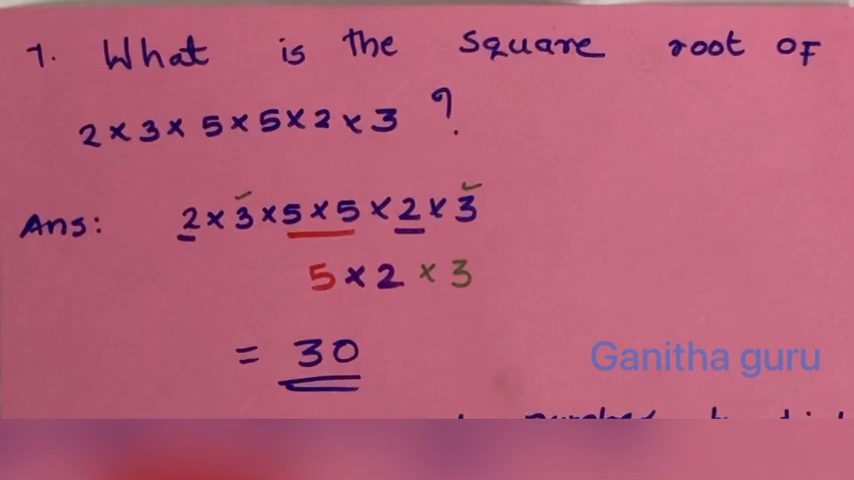 7. What is the square root OF
2 × 3 × 5 × 5 × 2 × 3 ?
Ans: 2 × 3 × 5 × 5 × 2 × 3
5 × 2 × 3
= 30
Ganitha guru